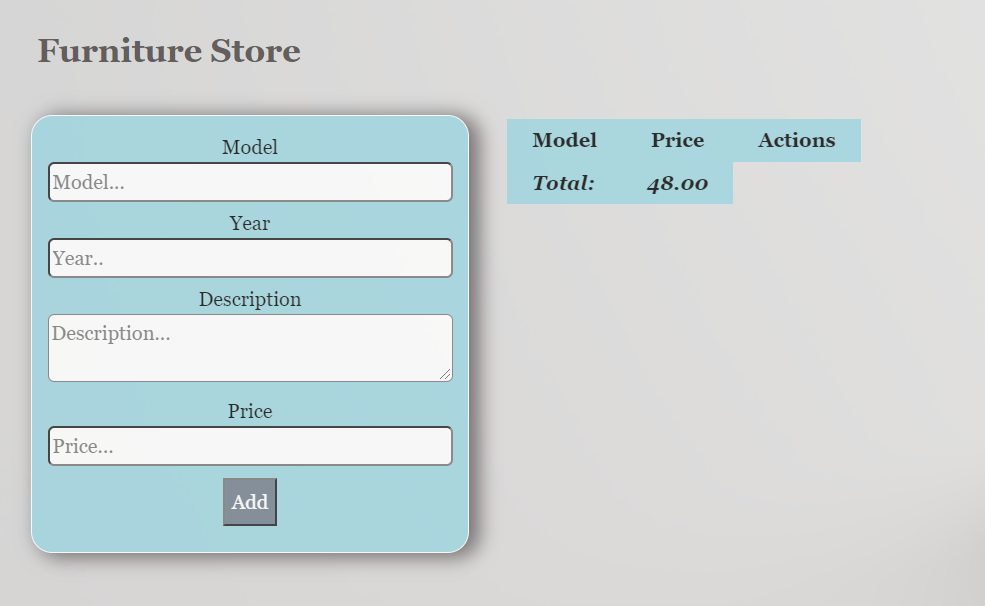 Furniture Store
Model
Model...
Year
Year..
Description
Description...
Price
Price...
Add
Model Price Actions
Total: 48.00